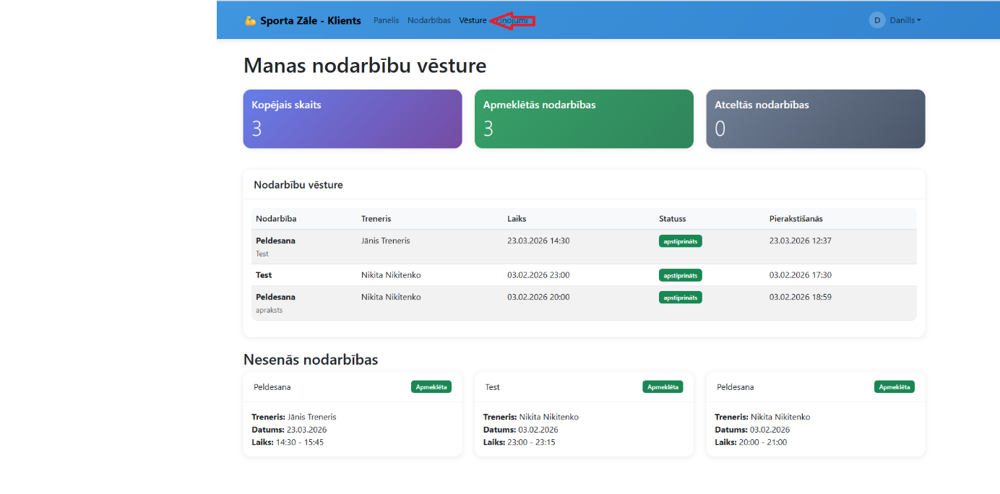 Sporta Zāle - Klients Panelis Nodarbības Vēsture Ziņojumi D Danills
Manas nodarbību vēsture
Kopējais skaits Apmeklētās nodarbības Atceltās nodarbības
3 3 0
Nodarbību vēsture
Nodarbība Treneris Laiks Statuss Pierakstīšanās
Peldesana Jānis Treneris 23.03.2026 14:30 apstiprināts 23.03.2026 12:37
Test
Test Nikita Nikitenko 03.02.2026 23:00 apstiprināts 03.02.2026 17:30
Peldesana Nikita Nikitenko 03.02.2026 20:00 apstiprināts 03.02.2026 18:59
apraksts
Nesenās nodarbības
Peldesana Apmeklēta Test Apmeklēta Peldesana Apmeklēta
Treneris: Jānis Treneris Treneris: Nikita Nikitenko Treneris: Nikita Nikitenko
Datums: 23.03.2026 Datums: 03.02.2026 Datums: 03.02.2026
Laiks: 14:30 - 15:45 Laiks: 23:00 - 23:15 Laiks: 20:00 - 21:00